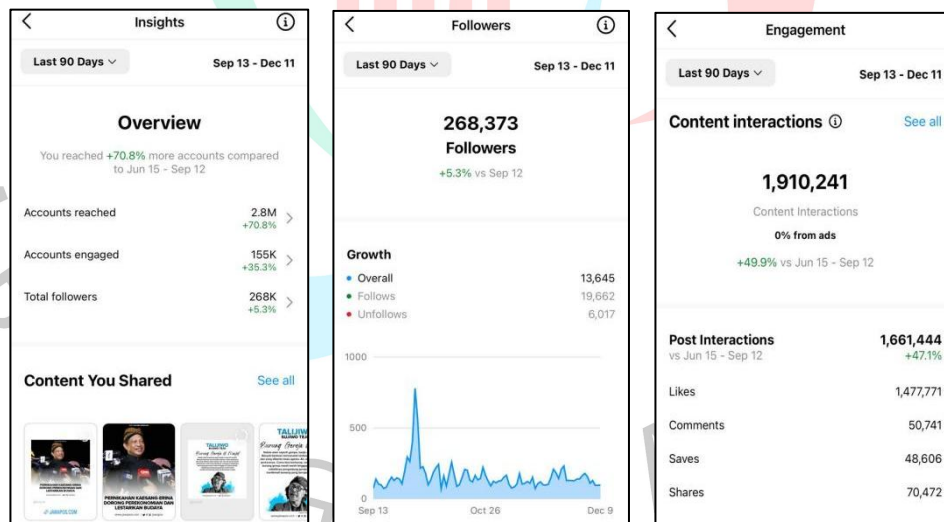 Insights
Last 90 Days
Sep 13 - Dec 11
Overview
You reached +70.8% more accounts compared
to Jun 15 - Sep 12
Accounts reached
2.8M
+70.8%
Accounts engaged
155K
+35.3%
Total followers
268K
+5.3%
Content You Shared
See all
PERNIKAHAN KAESANG-ERINA
DORONG PEREKONOMIAN DAN
LESTARIKAN BUDAYA
Followers
Last 90 Days
Sep 13 - Dec 11
268,373
Followers
+5.3% vs Sep 12
Growth
Overall
13,645
Follows
19,662
Unfollows
6,017
1000
500
0
Sep 13
Oct 26
Dec 9
Engagement
Last 90 Days
Sep 13 - Dec 11
Content interactions
See all
1,910,241
Content Interactions
0% from ads
+49.9% vs Jun 15 - Sep 12
Post Interactions
1,661,444
vs Jun 15 - Sep 12
+47.1%
Likes
1,477,771
Comments
50,741
Saves
48,606
Shares
70,472